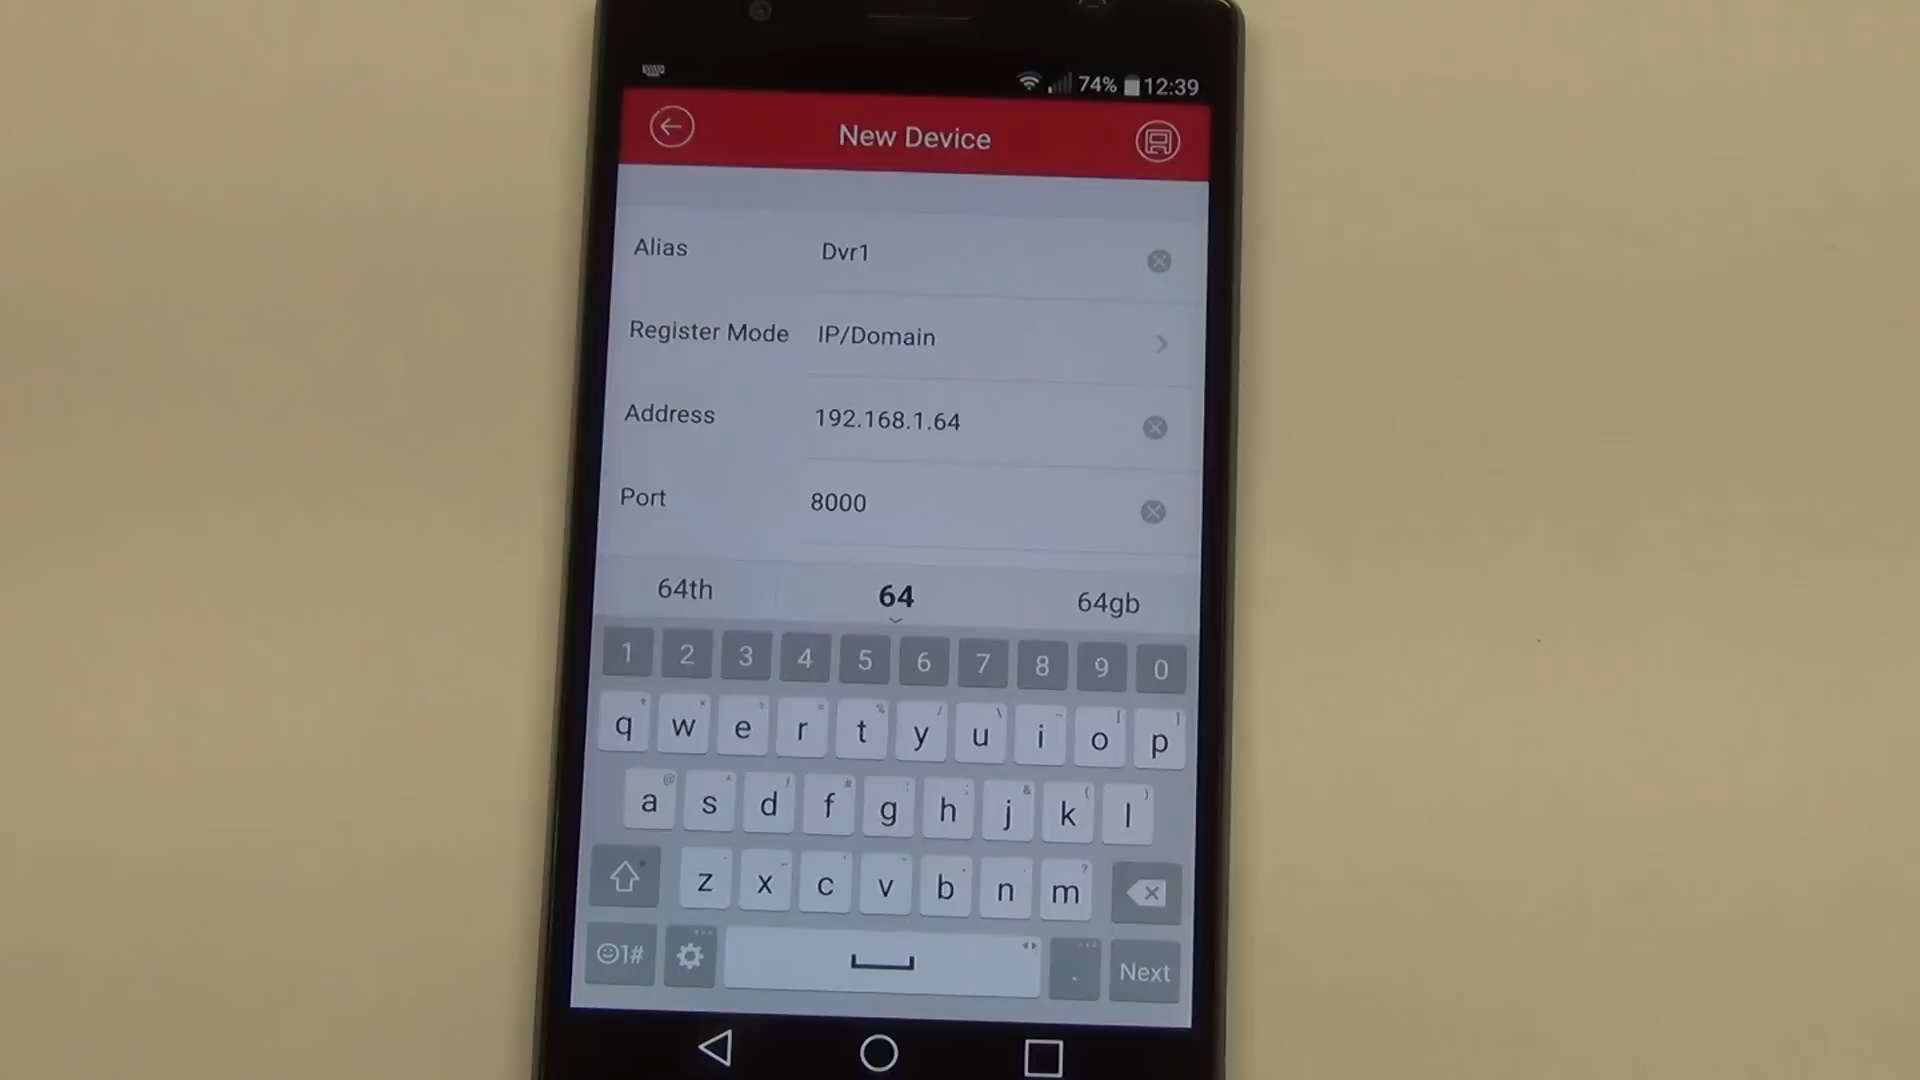 74% 12:39
New Device
Alias Dvr1
Register Mode IP/Domain
Address 192.168.1.64
Port 8000
64th 64 64gb
1 2 3 4 5 6 7 8 9 0
q w e r t y u i o p
a s d f g h j k l
z x c v b n m
1# . Next